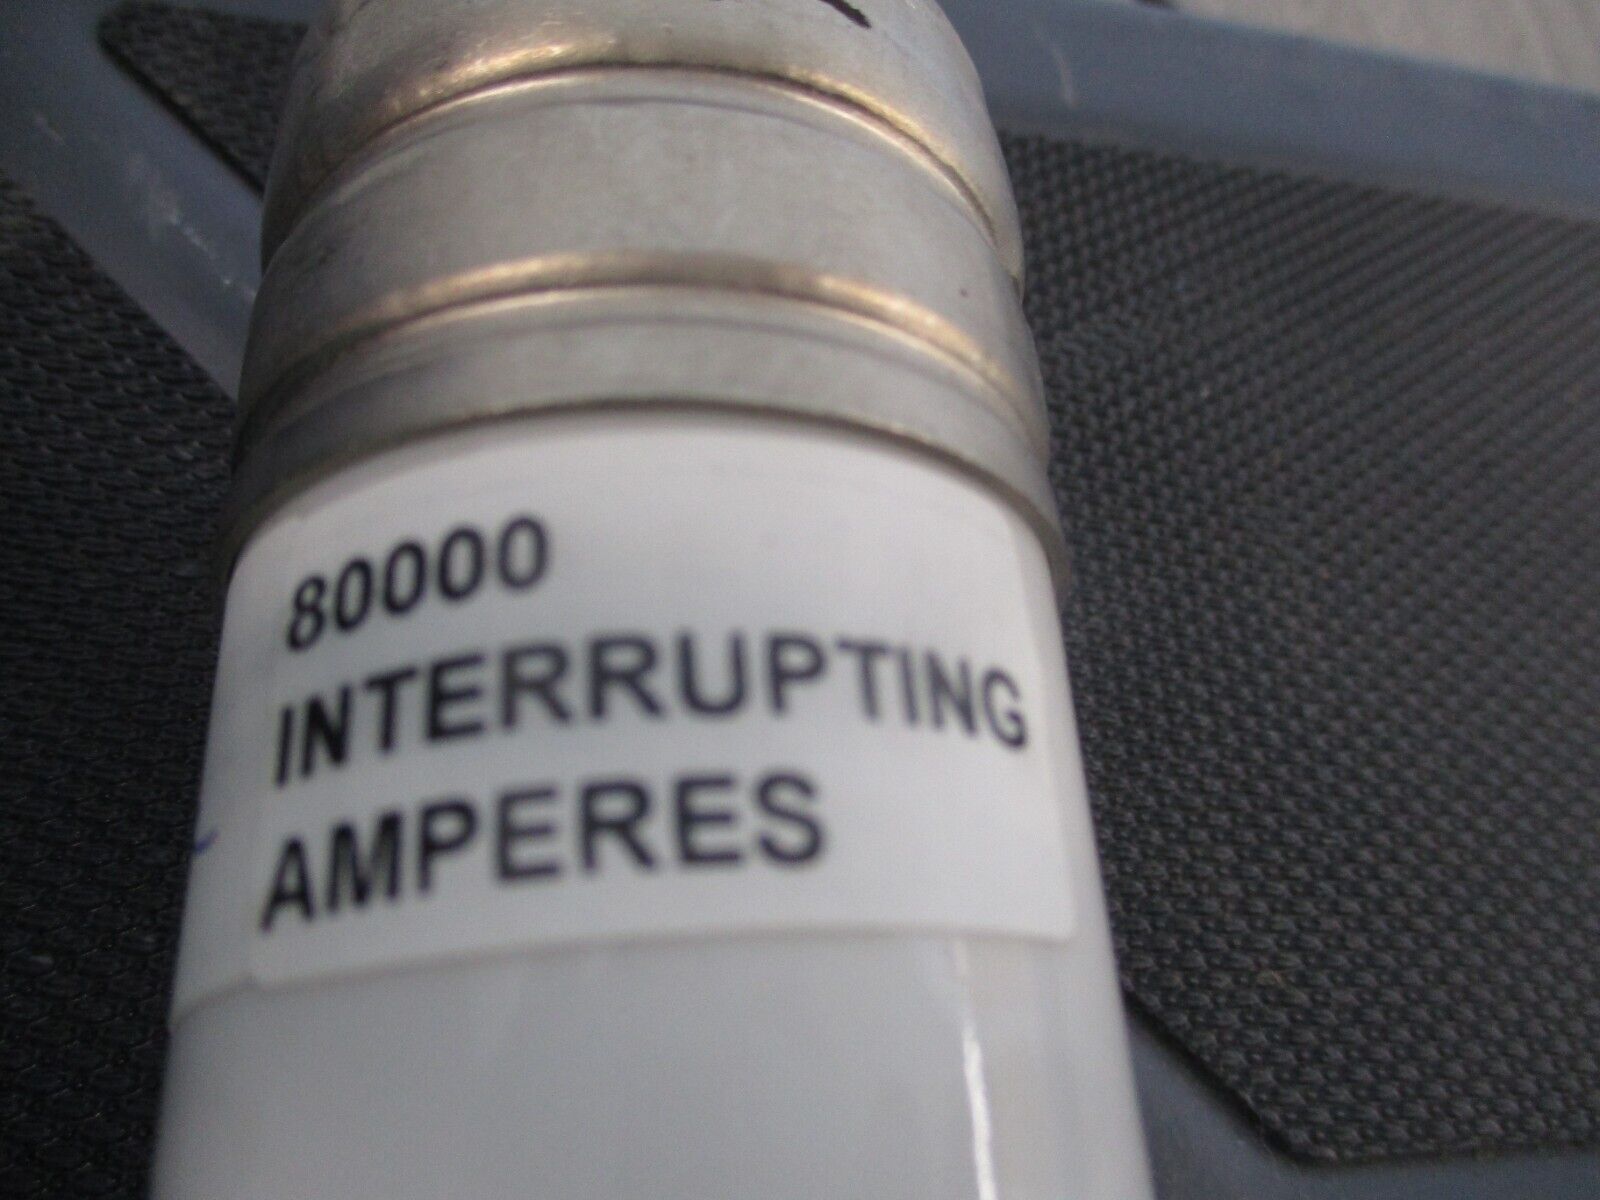 80000
INTERRUPTING
AMPERES